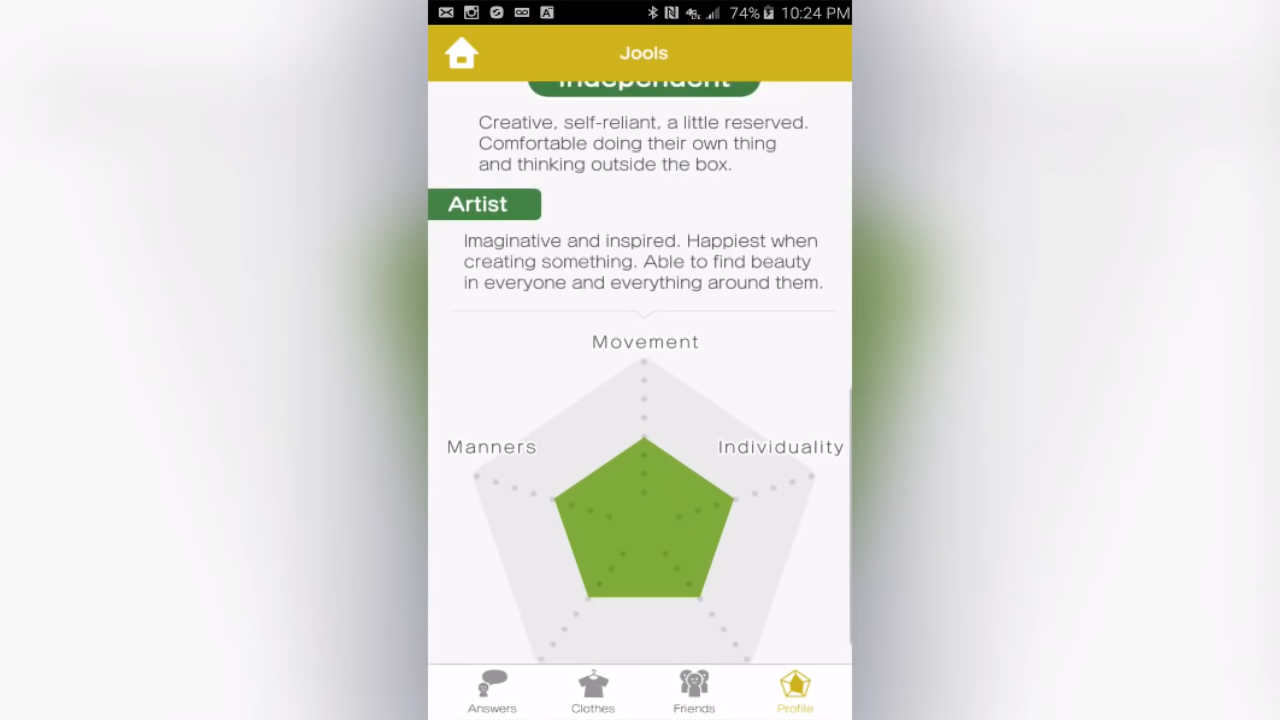 74% 10:24 PM
Jools
Independent
Creative, self-reliant, a little reserved.
Comfortable doing their own thing
and thinking outside the box.
Artist
Imaginative and inspired. Happiest when
creating something. Able to find beauty
in everyone and everything around them.
Movement
Manners
Individuality
Answers
Clothes
Friends
Profile